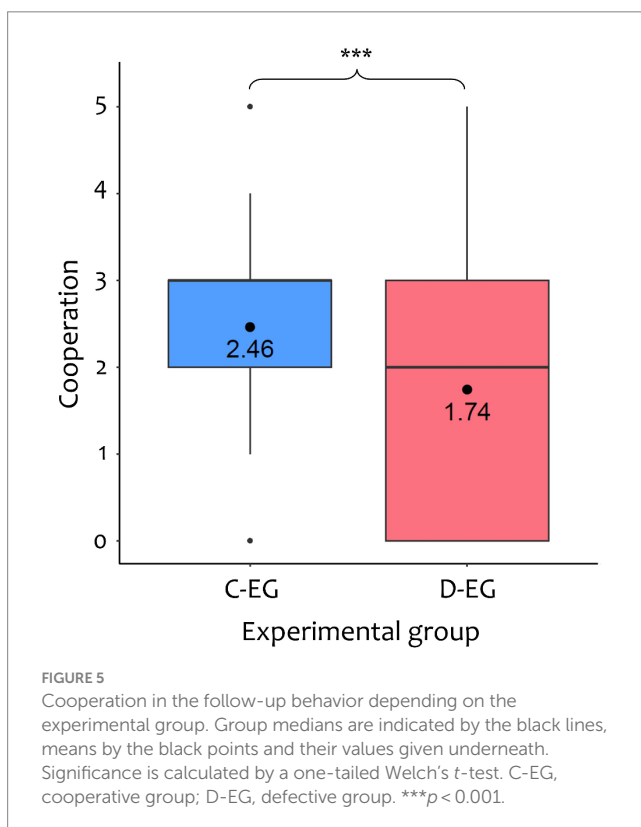 ***
5
4
3
2
1
0
Cooperation
2.46
1.74
C-EG D-EG
Experimental group
FIGURE 5
Cooperation in the follow-up behavior depending on the
experimental group. Group medians are indicated by the black lines,
means by the black points and their values given underneath.
Significance is calculated by a one-tailed Welch’s t-test. C-EG,
cooperative group; D-EG, defective group. ***p < 0.001.